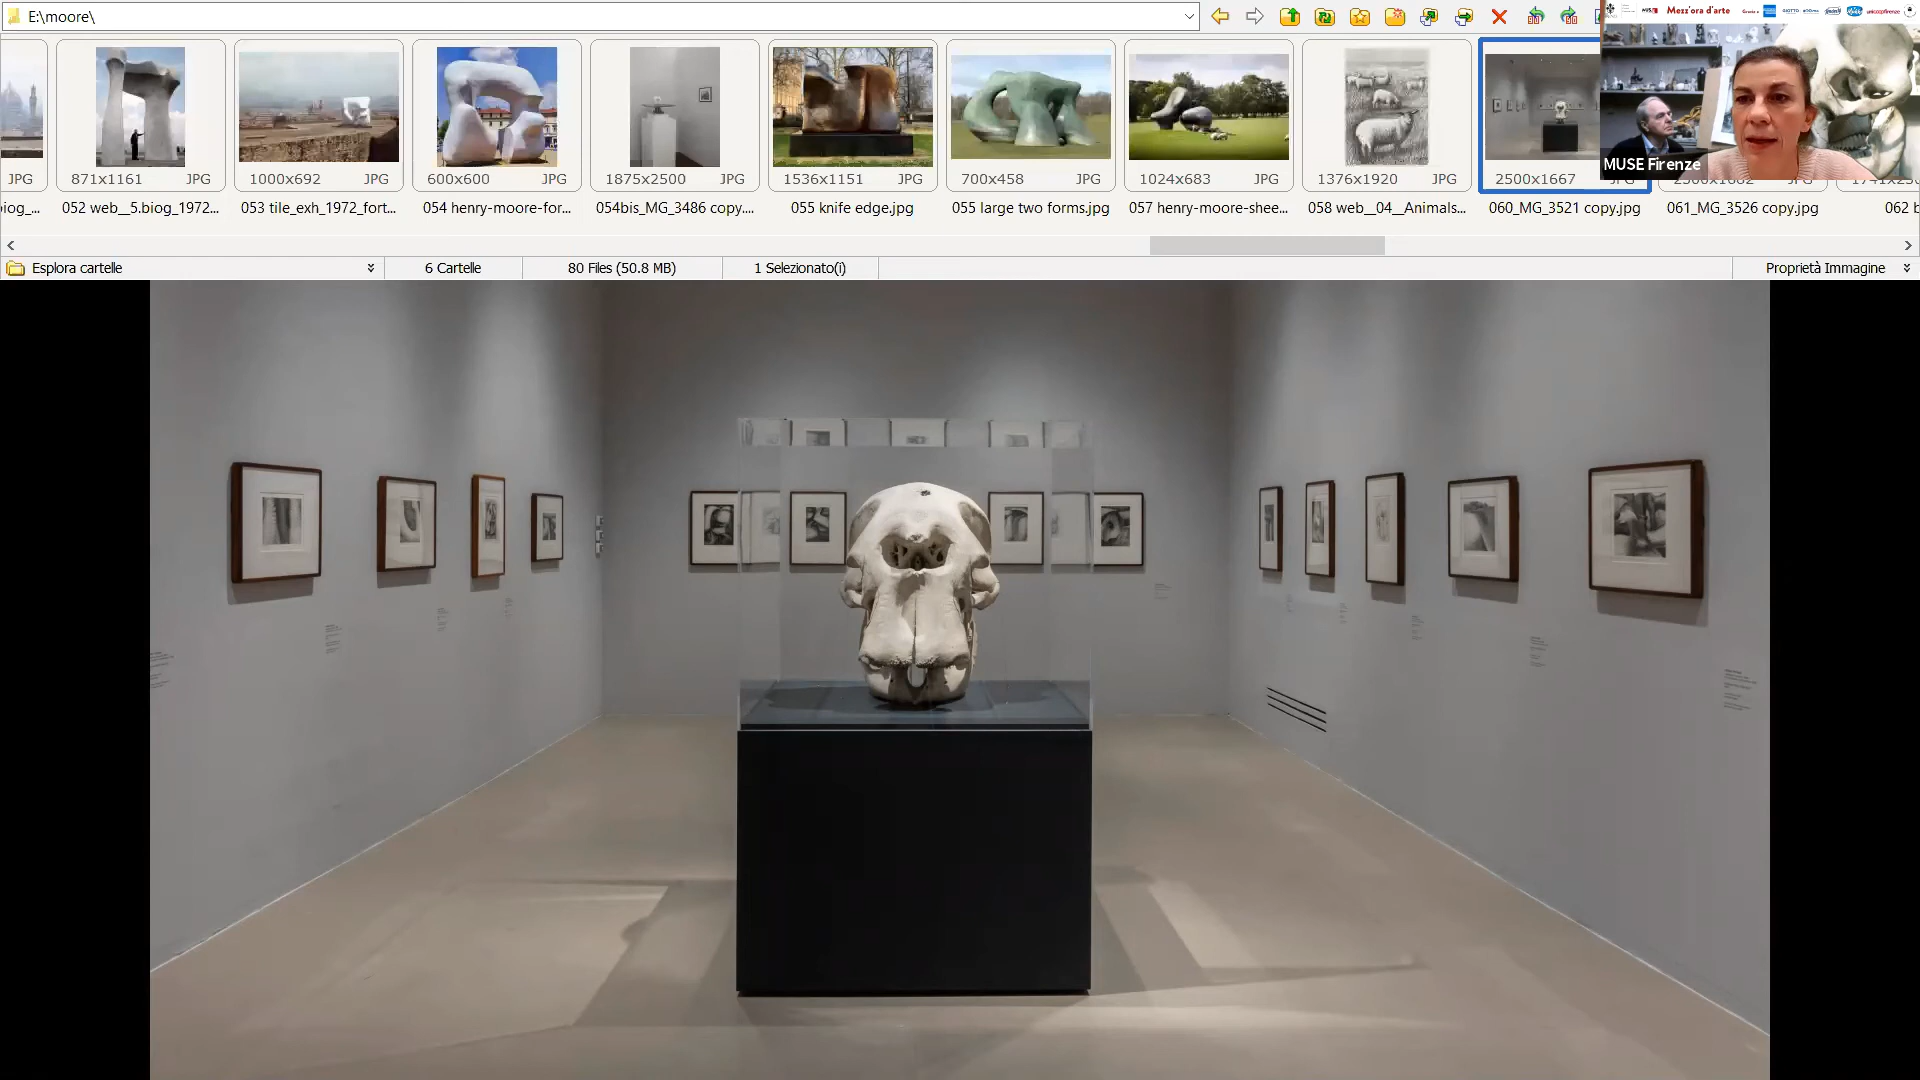 E:\moore\
Mezz'ora d'arte
MUSE Firenze
JPG
871x1161 JPG
1000x692 JPG
600x600 JPG
1875x2500 JPG
1536x1151 JPG
700x458 JPG
1024x683 JPG
1376x1920 JPG
2500x1667 JPG
iog_...
052 web__5.biog_1972...
053 tile_exh_1972_fort...
054 henry-moore-for...
054bis_MG_3486 copy....
055 knife edge.jpg
055 large two forms.jpg
057 henry-moore-shee...
058 web__04__Animals...
060_MG_3521 copy.jpg
061_MG_3526 copy.jpg
062 b
Esplora cartelle
6 Cartelle
80 Files (50.8 MB)
1 Selezionato(i)
Proprietà Immagine